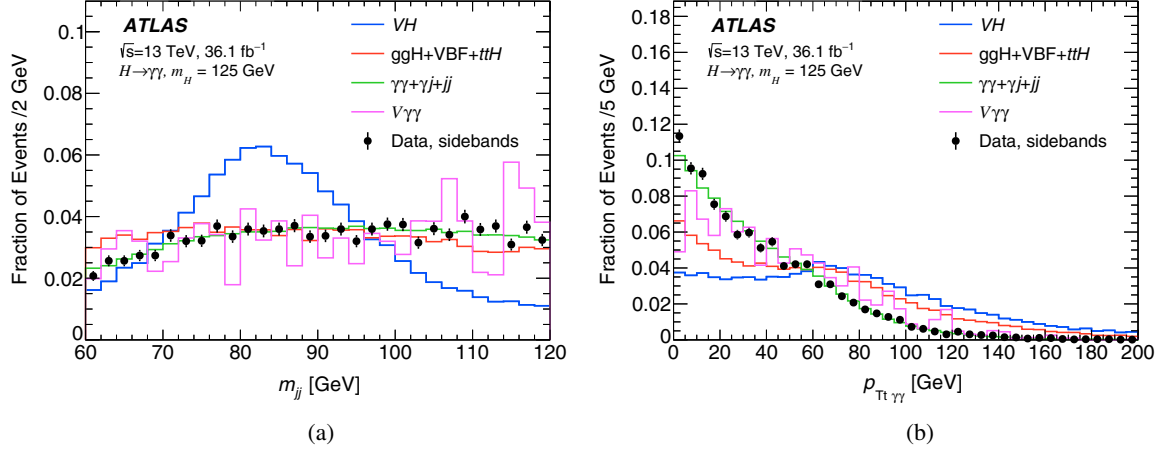 ATLAS
√s=13 TeV, 36.1 fb⁻¹
H→γγ, m_H = 125 GeV
VH
ggH+VBF+ttH
γγ+γj+jj
Vγγ
Data, sidebands
Fraction of Events /2 GeV
0.1
0.08
0.06
0.04
0.02
0
60 70 80 90 100 110 120
m_jj [GeV]
(a)
ATLAS
√s=13 TeV, 36.1 fb⁻¹
H→γγ, m_H = 125 GeV
VH
ggH+VBF+ttH
γγ+γj+jj
Vγγ
Data, sidebands
Fraction of Events /5 GeV
0.18
0.16
0.14
0.12
0.1
0.08
0.06
0.04
0.02
0
0 20 40 60 80 100 120 140 160 180 200
p_Tt γγ [GeV]
(b)